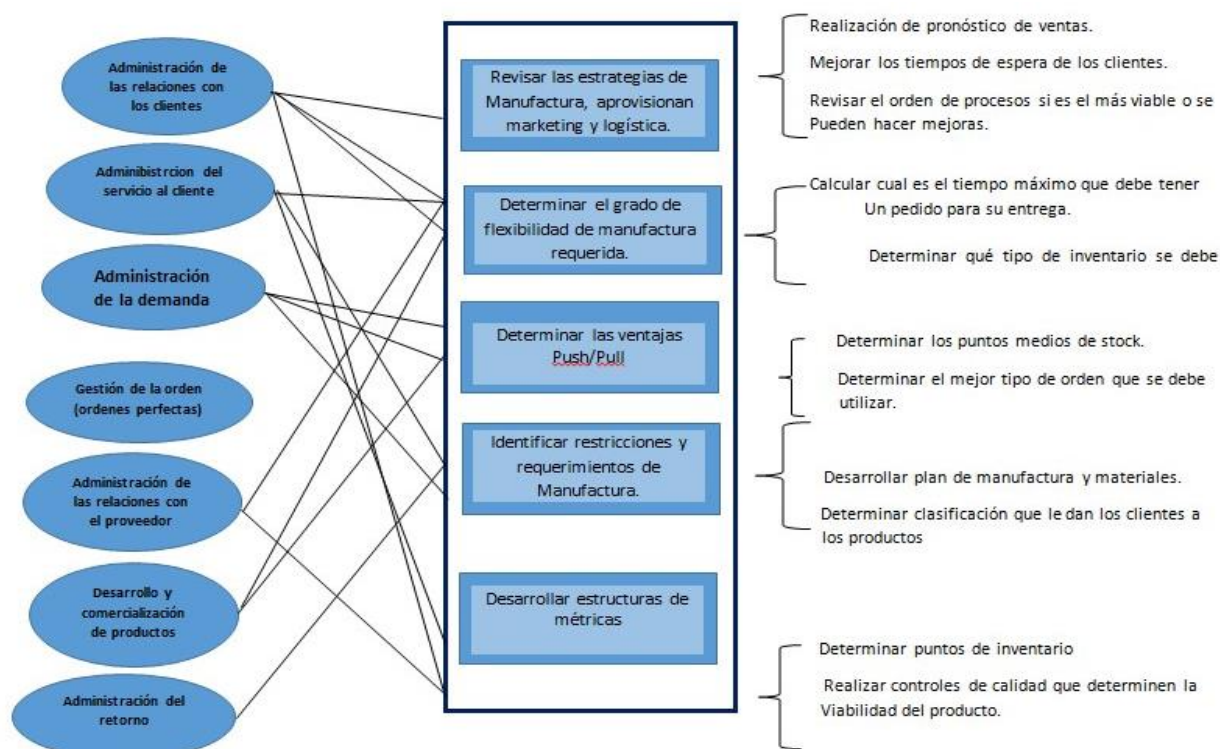 Administración de
las relaciones con
los clientes
Adminibistrcion del
servicio al cliente
Administración
de la demanda
Gestión de la orden
(ordenes perfectas)
Administración de
las relaciones con
el proveedor
Desarrollo y
comercialización
de productos
Administración del
retorno
Revisar las estrategias de
Manufactura, aprovisionan
marketing y logística.
Determinar el grado de
flexibilidad de manufactura
requerida.
Determinar las ventajas
Push/Pull
Identificar restricciones y
requerimientos de
Manufactura.
Desarrollar estructuras de
métricas
Realización de pronóstico de ventas.
Mejorar los tiempos de espera de los clientes.
Revisar el orden de procesos si es el más viable o se
Pueden hacer mejoras.
Calcular cual es el tiempo máximo que debe tener
Un pedido para su entrega.
Determinar qué tipo de inventario se debe
Determinar los puntos medios de stock.
Determinar el mejor tipo de orden que se debe
utilizar.
Desarrollar plan de manufactura y materiales.
Determinar clasificación que le dan los clientes a
los productos
Determinar puntos de inventario
Realizar controles de calidad que determinen la
Viabilidad del producto.